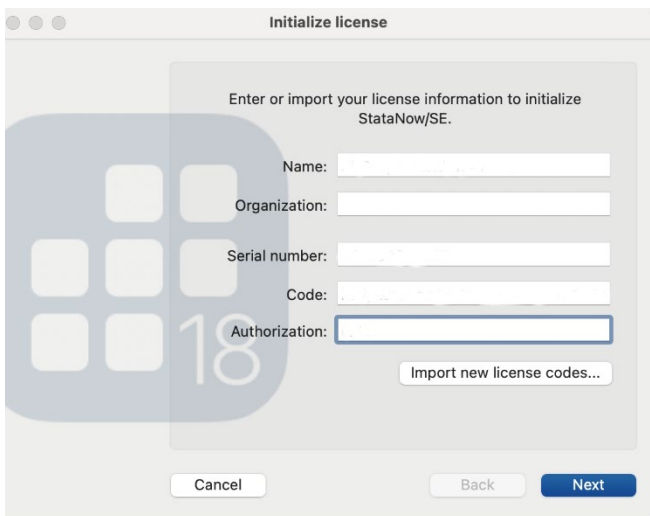 Initialize license
Enter or import your license information to initialize
StataNow/SE.
Name:
Organization:
Serial number:
Code:
Authorization:
18
Import new license codes...
Cancel
Back
Next